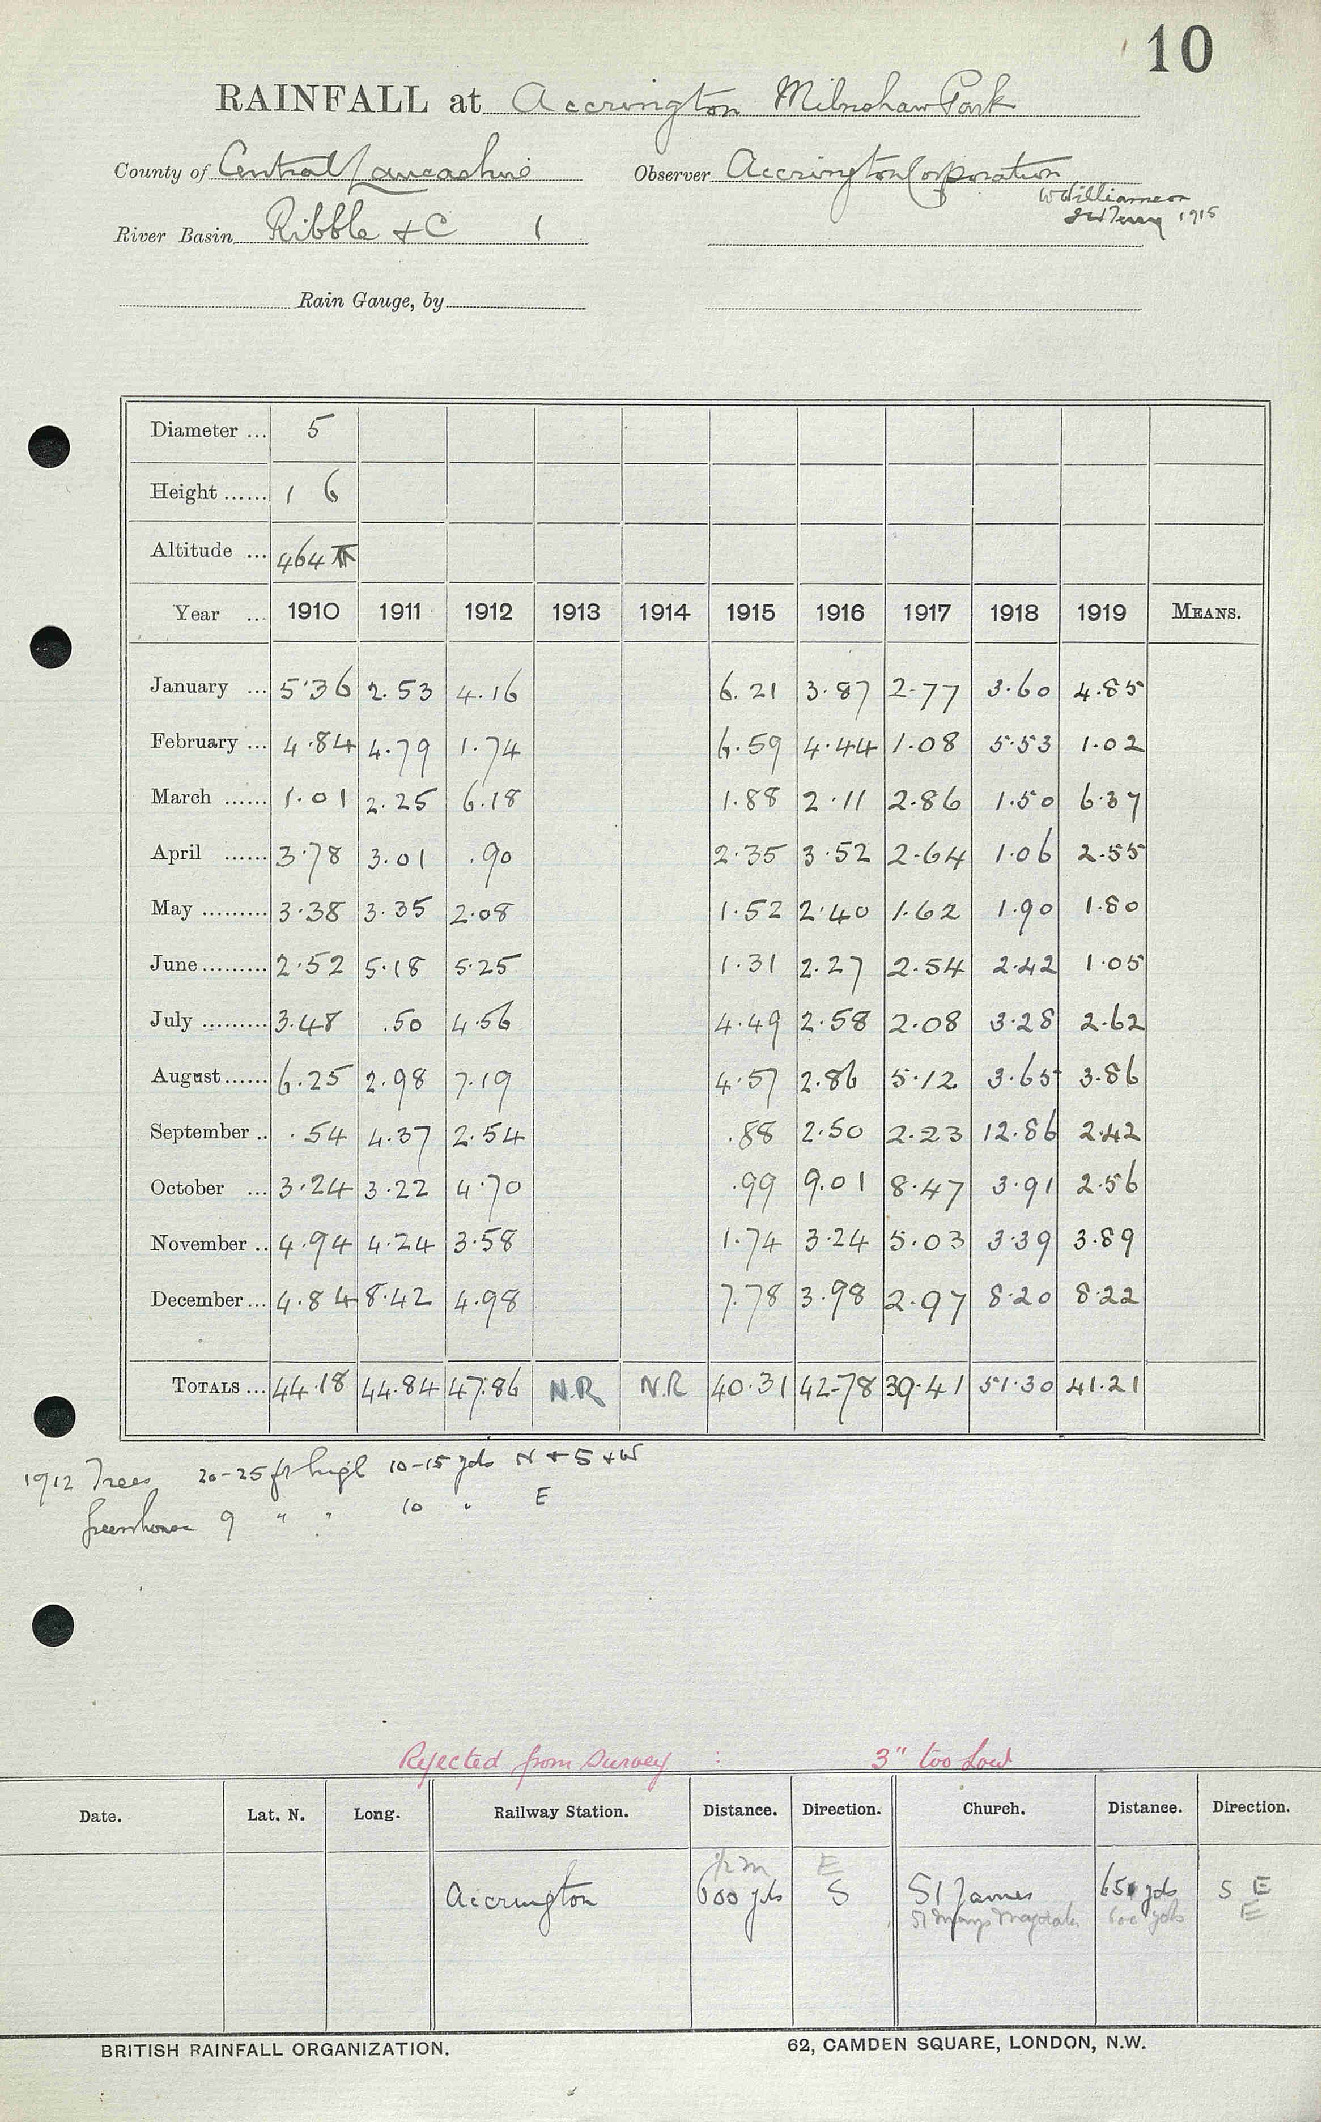 10
RAINFALL at Accrington Milnshaw Park
County of Central Lancashire Observer Accrington Corporation
W Williamson
River Basin Ribble & C 1 1915
Rain Gauge, by
Diameter ... 5
Height ...... 1 6
Altitude ... 464 T
Year ... 1910 1911 1912 1913 1914 1915 1916 1917 1918 1919 MEANS.
January ... 5.36 2.53 4.16 6.21 3.87 2.77 3.60 4.85
February ... 4.84 4.79 1.74 6.59 4.44 1.08 5.53 1.02
March ...... 1.01 2.25 6.18 1.88 2.11 2.86 1.50 6.37
April ...... 3.78 3.01 .90 2.35 3.52 2.64 1.06 2.55
May ......... 3.38 3.35 2.08 1.52 2.40 1.62 1.90 1.80
June ......... 2.52 5.18 5.25 1.31 2.27 2.54 2.42 1.05
July ......... 3.48 .50 4.56 4.49 2.58 2.08 3.28 2.62
August ...... 6.25 2.98 7.19 4.57 2.86 5.12 3.65 3.86
September .. .54 4.37 2.54 .88 2.50 2.23 12.86 2.42
October ... 3.24 3.22 4.70 .99 9.01 8.47 3.91 2.56
November .. 4.94 4.24 3.58 1.74 3.24 5.03 3.39 3.89
December ... 4.84 8.42 4.98 7.78 3.98 2.97 8.20 8.22
TOTALS ... 44.18 44.84 47.86 N.R N.R 40.31 42.78 39.41 51.30 41.21
1912 Trees 20-25 ft high 10-15 yds N + S + W
Greenhouse 9 " " 10 " E
Rejected from Survey : 3" too low
Date. Lat. N. Long. Railway Station. Distance. Direction. Church. Distance. Direction.
½ m E
Accrington 600 yds S St James 650 yds S E
St Marys 600 yds E
BRITISH RAINFALL ORGANIZATION. 62, CAMDEN SQUARE, LONDON, N.W.